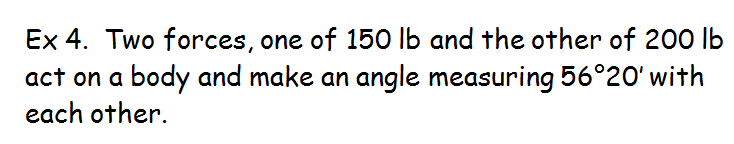 Ex 4.  Two forces, one of 150 lb and the other of 200 lb
act on a body and make an angle measuring 56°20′ with
each other.